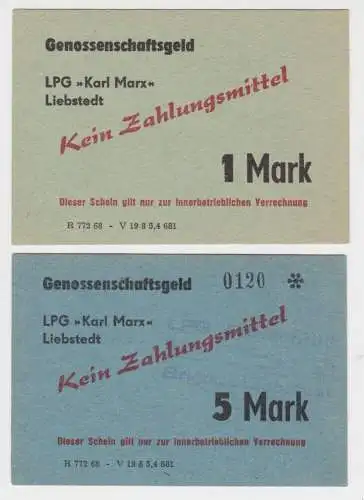 Genossenschaftsgeld
LPG »Karl Marx«
Liebstedt
Kein Zahlungsmittel
1 Mark
Dieser Schein gilt nur zur innerbetrieblichen Verrechnung
R 772 68 - V 19 8 5,4 681
Genossenschaftsgeld 0120
LPG »Karl Marx«
Liebstedt
Kein Zahlungsmittel
5 Mark
Dieser Schein gilt nur zur innerbetrieblichen Verrechnung
R 772 68 - V 19 8 5,4 681